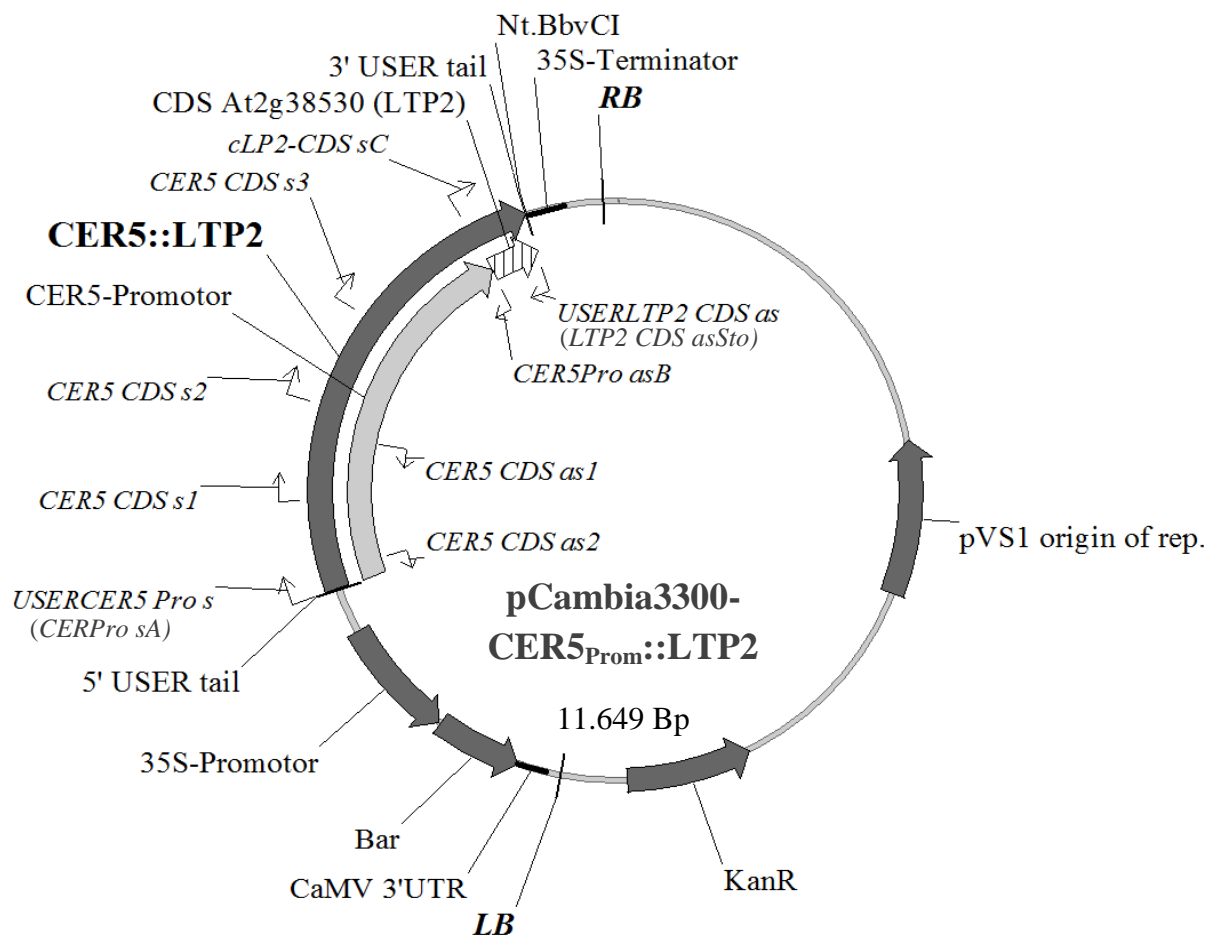 Nt.BbvCI
35S-Terminator
3' USER tail
RB
CDS At2g38530 (LTP2)
cLP2-CDS sC
CER5 CDS s3
CER5::LTP2
CER5-Promotor
USERLTP2 CDS as
(LTP2 CDS asSto)
CER5Pro asB
CER5 CDS s2
CER5 CDS as1
CER5 CDS s1
pVS1 origin of rep.
CER5 CDS as2
USERCER5 Pro s
(CERPro sA)
pCambia3300-
CER5Prom::LTP2
5' USER tail
11.649 Bp
35S-Promotor
Bar
KanR
CaMV 3'UTR
LB